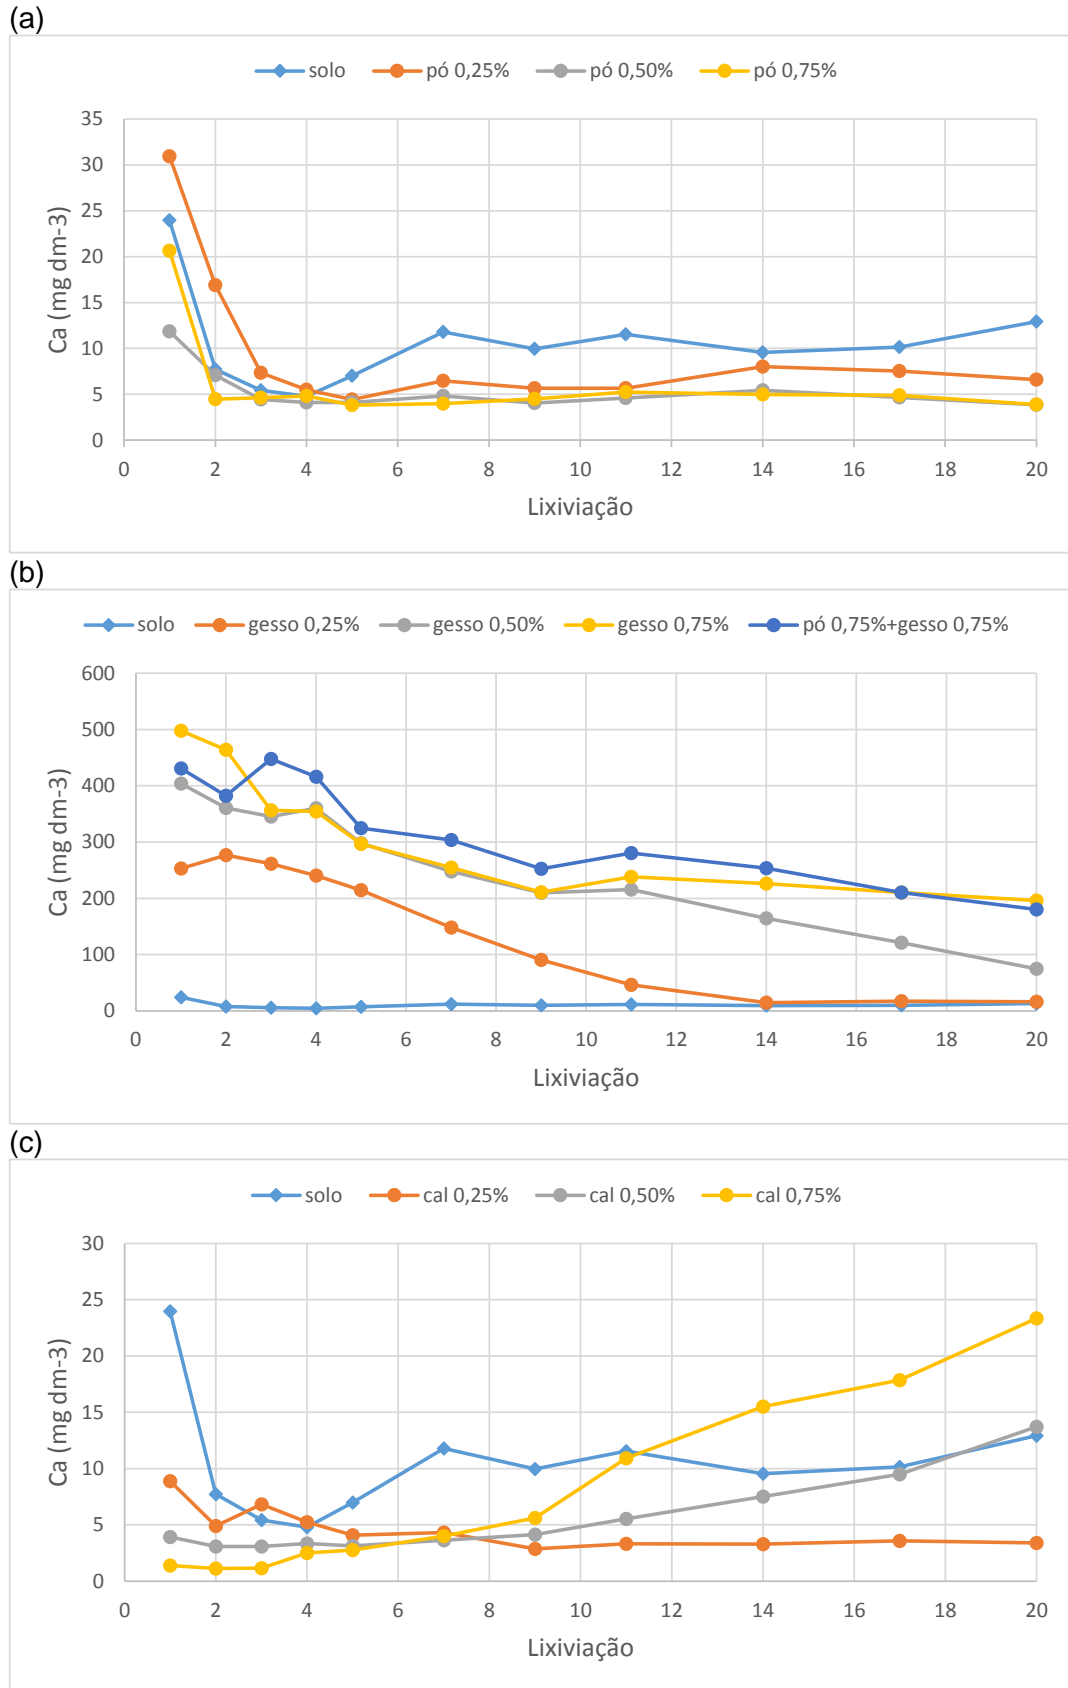 (a)
solo pó 0,25% pó 0,50% pó 0,75%
35
30
25
20
15
10
5
0
Ca (mg dm-3)
0 2 4 6 8 10 12 14 16 18 20
Lixiviação
(b)
solo gesso 0,25% gesso 0,50% gesso 0,75% pó 0,75%+gesso 0,75%
600
500
400
300
200
100
0
Ca (mg dm-3)
0 2 4 6 8 10 12 14 16 18 20
Lixiviação
(c)
solo cal 0,25% cal 0,50% cal 0,75%
30
25
20
15
10
5
0
Ca (mg dm-3)
0 2 4 6 8 10 12 14 16 18 20
Lixiviação